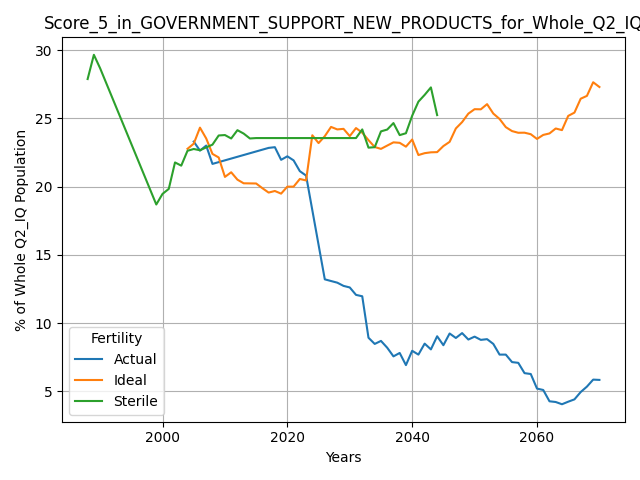 Score_5_in_GOVERNMENT_SUPPORT_NEW_PRODUCTS_for_Whole_Q2_IQ
% of Whole Q2_IQ Population
30
25
20
15
10
5
Fertility
Actual
Ideal
Sterile
2000
2020
2040
2060
Years